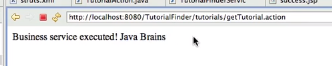 struts.xml TutorialAction.java TutorialFinderServic success.jsp
http://localhost:8080/TutorialFinder/tutorials/getTutorial.action
Business service executed! Java Brains